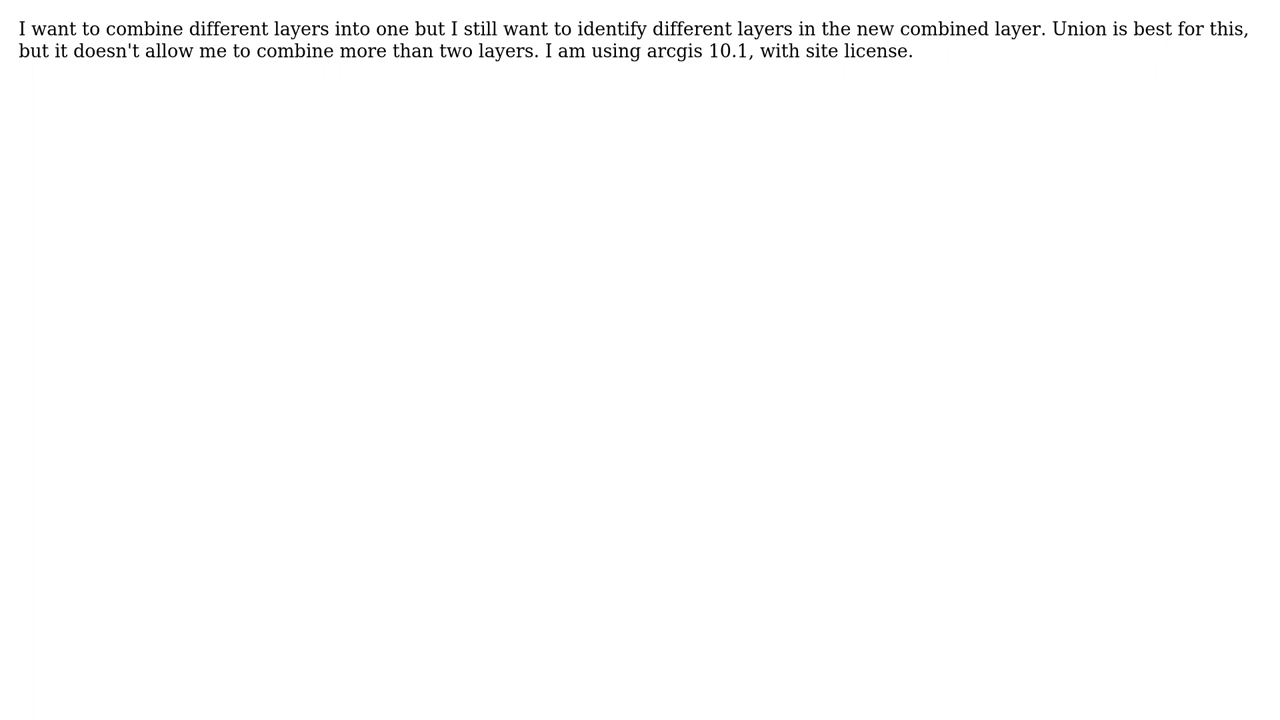 I want to combine different layers into one but I still want to identify different layers in the new combined layer. Union is best for this,
but it doesn't allow me to combine more than two layers. I am using arcgis 10.1, with site license.